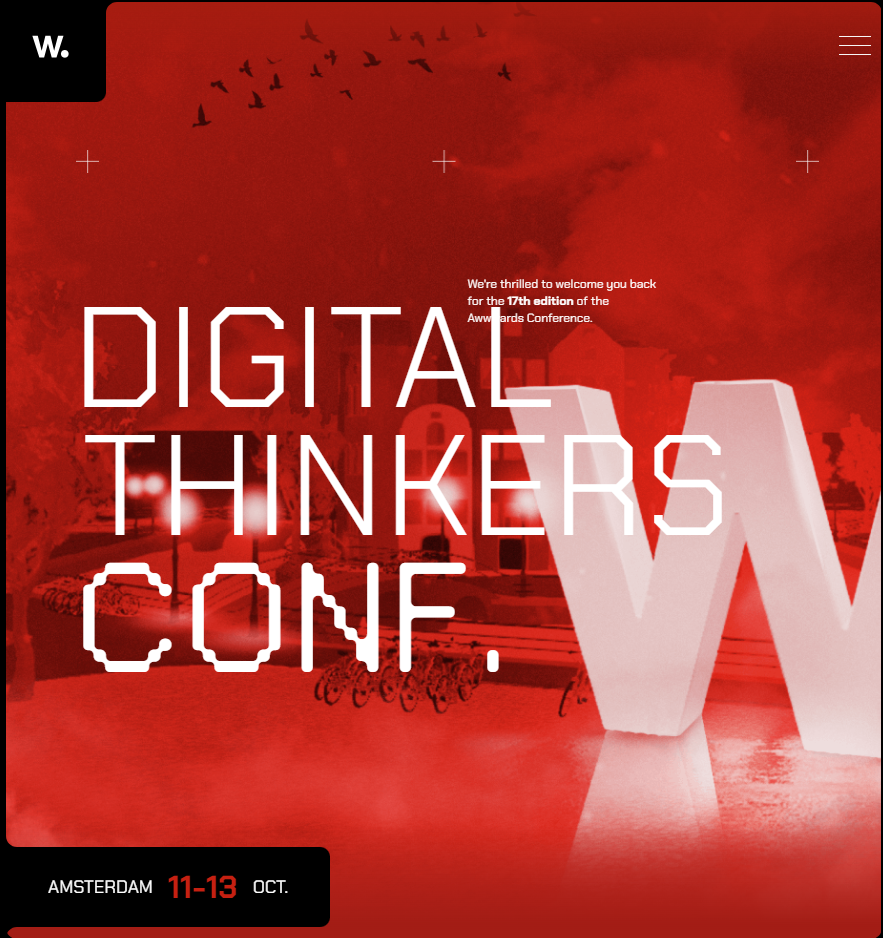 W.
We're thrilled to welcome you back
for the 17th edition of the
Awwwards Conference.
DIGITAL
THINKERS
CONF.
W
AMSTERDAM 11-13 OCT.